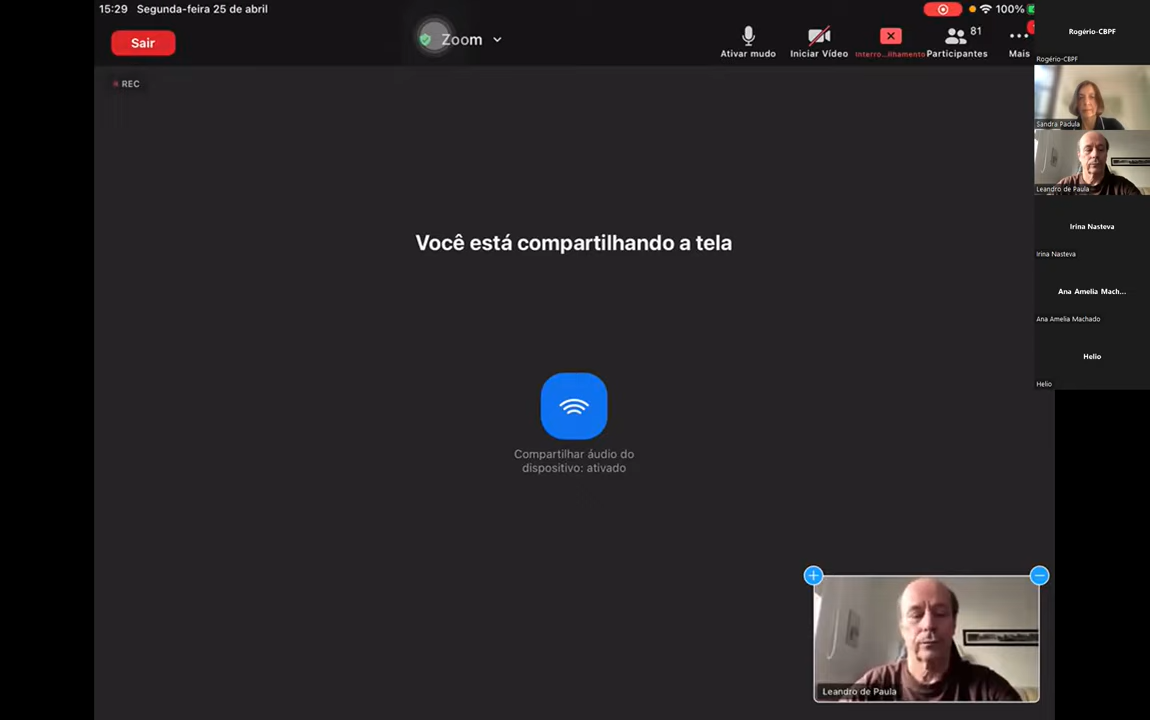 15:29 Segunda-feira 25 de abril
100%
Sair
Zoom
Ativar mudo
Iniciar Vídeo
Interro...ilhamento
81
Participantes
Mais
REC
Você está compartilhando a tela
Compartilhar áudio do
dispositivo: ativado
Leandro de Paula
Rogério-CBPF
Rogério-CBPF
Sandra Padula
Leandro de Paula
Irina Nasteva
Irina Nasteva
Ana Amelia Mach...
Ana Amelia Machado
Helio
Helio